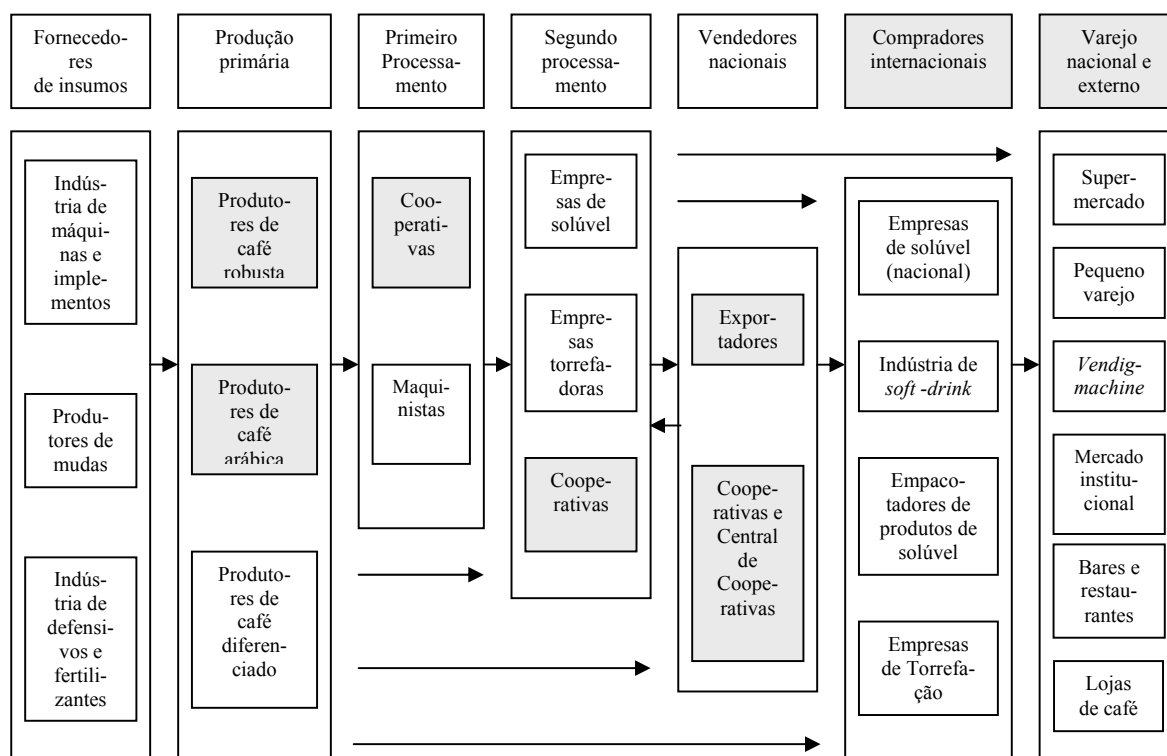 Fornecedo-
res
de insumos
Produção
primária
Primeiro
Processa-
mento
Segundo
processa-
mento
Vendedores
nacionais
Compradores
internacionais
Varejo
nacional e
externo
Indús-
tria de
máqui-
nas e
imple-
mentos
Produ-
tores de
mudas
Indús-
tria de
defensi-
vos e
fertili-
zantes
Produto-
res de
café
robusta
Produto-
res de
café
arábica
Produto-
res de
café
diferen-
ciado
Coo-
perati-
vas
Maqui-
nistas
Empre-
sas de
solúvel
Empre-
sas
torrefa-
doras
Coope-
rativas
Expor-
tadores
Coope-
rativas e
Central
de
Coope-
rativas
Empresas
de solúvel
(nacional)
Indústria de
soft -drink
Empaco-
tadores de
produtos de
solúvel
Empresas
de Torrefa-
ção
Super-
mercado
Pequeno
varejo
Vendig-
machine
Mercado
institu-
cional
Bares e
restau-
rantes
Lojas
de café